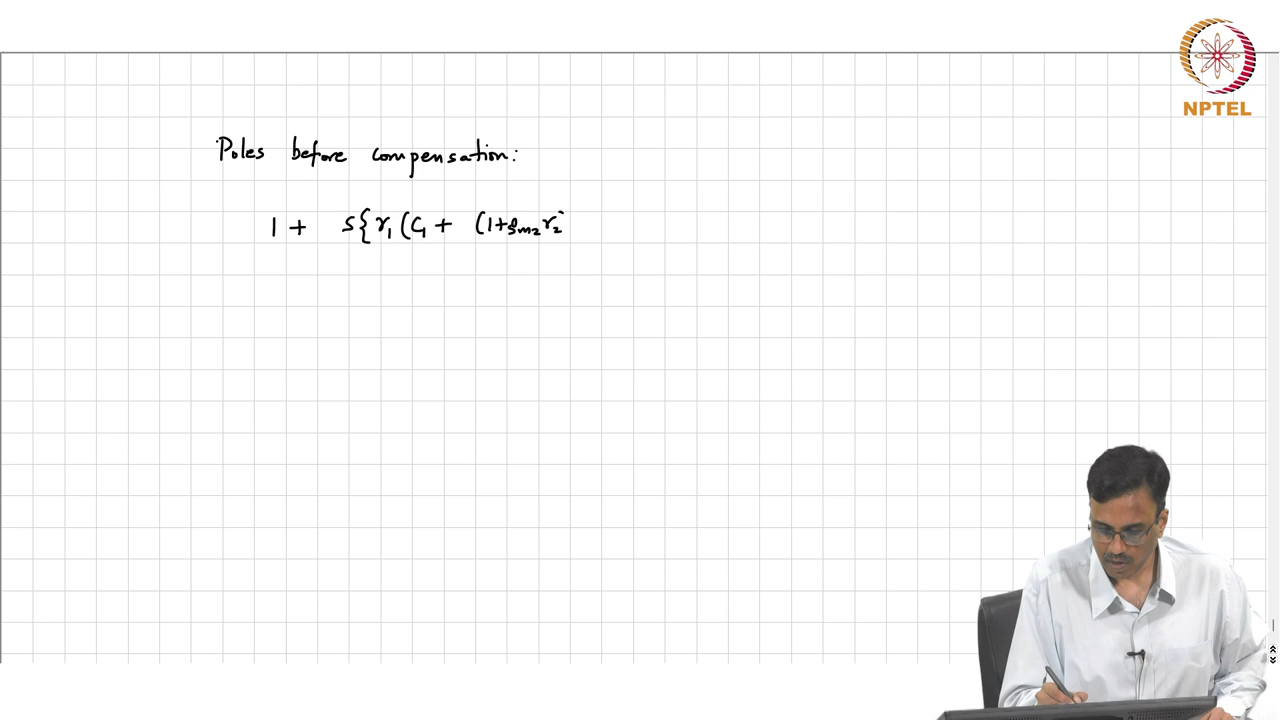 NPTEL
Poles before compensation:
1 + s{r₁(C₁ + (1+gₘ₂r₂